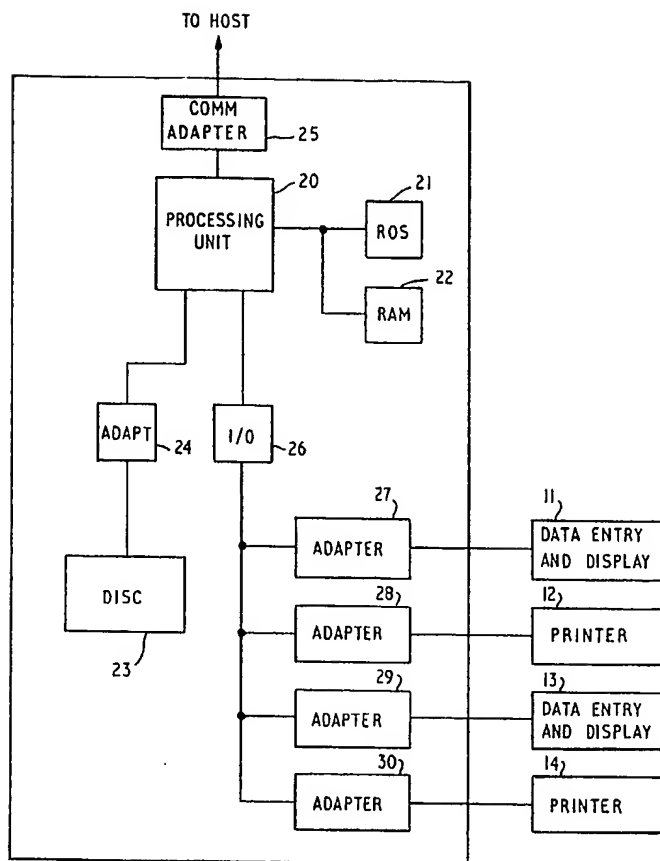 TO HOST
COMM
ADAPTER
25
20
PROCESSING
UNIT
21
ROS
22
RAM
ADAPT
24
I/O
26
DISC
23
27
ADAPTER
11
DATA ENTRY
AND DISPLAY
28
ADAPTER
12
PRINTER
29
ADAPTER
13
DATA ENTRY
AND DISPLAY
30
ADAPTER
14
PRINTER